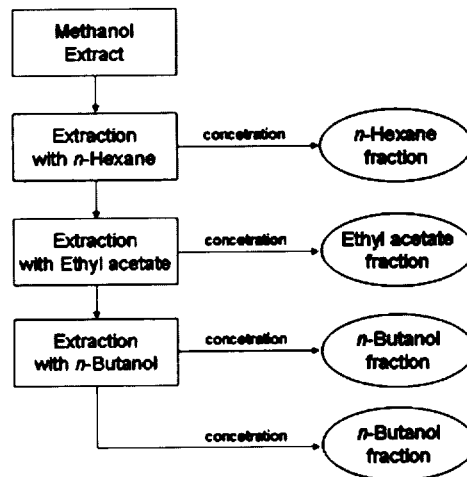 Methanol
Extract
Extraction
with n-Hexane
concetration
n-Hexane
fraction
Extraction
with Ethyl acetate
concetration
Ethyl acetate
fraction
Extraction
with n-Butanol
concetration
n-Butanol
fraction
concetration
n-Butanol
fraction